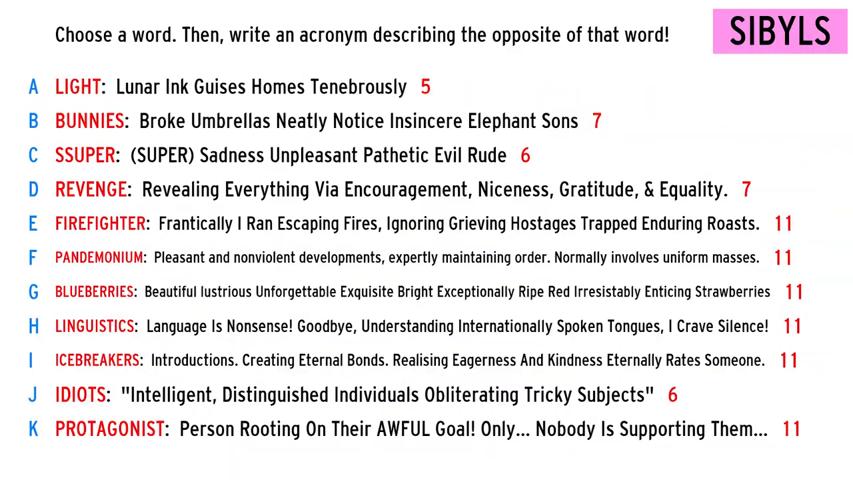 Choose a word. Then, write an acronym describing the opposite of that word!
SIBYLS
A LIGHT: Lunar Ink Guises Homes Tenebrously 5
B BUNNIES: Broke Umbrellas Neatly Notice Insincere Elephant Sons 7
C SSUPER: (SUPER) Sadness Unpleasant Pathetic Evil Rude 6
D REVENGE: Revealing Everything Via Encouragement, Niceness, Gratitude, & Equality. 7
E FIREFIGHTER: Frantically I Ran Escaping Fires, Ignoring Grieving Hostages Trapped Enduring Roasts. 11
F PANDEMONIUM: Pleasant and nonviolent developments, expertly maintaining order. Normally involves uniform masses. 11
G BLUEBERRIES: Beautiful lustrious Unforgettable Exquisite Bright Exceptionally Ripe Red Irresistably Enticing Strawberries 11
H LINGUISTICS: Language Is Nonsense! Goodbye, Understanding Internationally Spoken Tongues, I Crave Silence! 11
I ICEBREAKERS: Introductions. Creating Eternal Bonds. Realising Eagerness And Kindness Eternally Rates Someone. 11
J IDIOTS: "Intelligent, Distinguished Individuals Obliterating Tricky Subjects" 6
K PROTAGONIST: Person Rooting On Their AWFUL Goal! Only... Nobody Is Supporting Them... 11